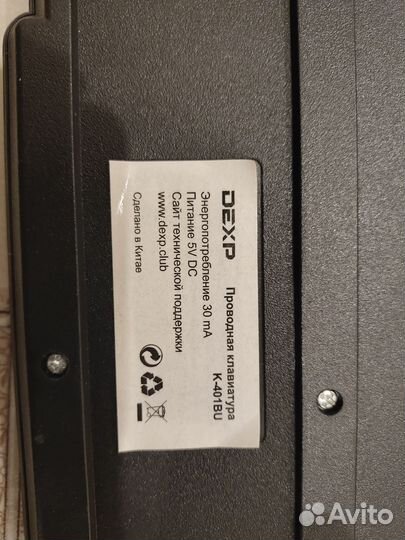 DEXP
Проводная клавиатура
K-401BU
Энергопотребление 30 mA
Питание 5V DC
Сайт технической поддержки
www.dexp.club
Сделано в Китае
Avito